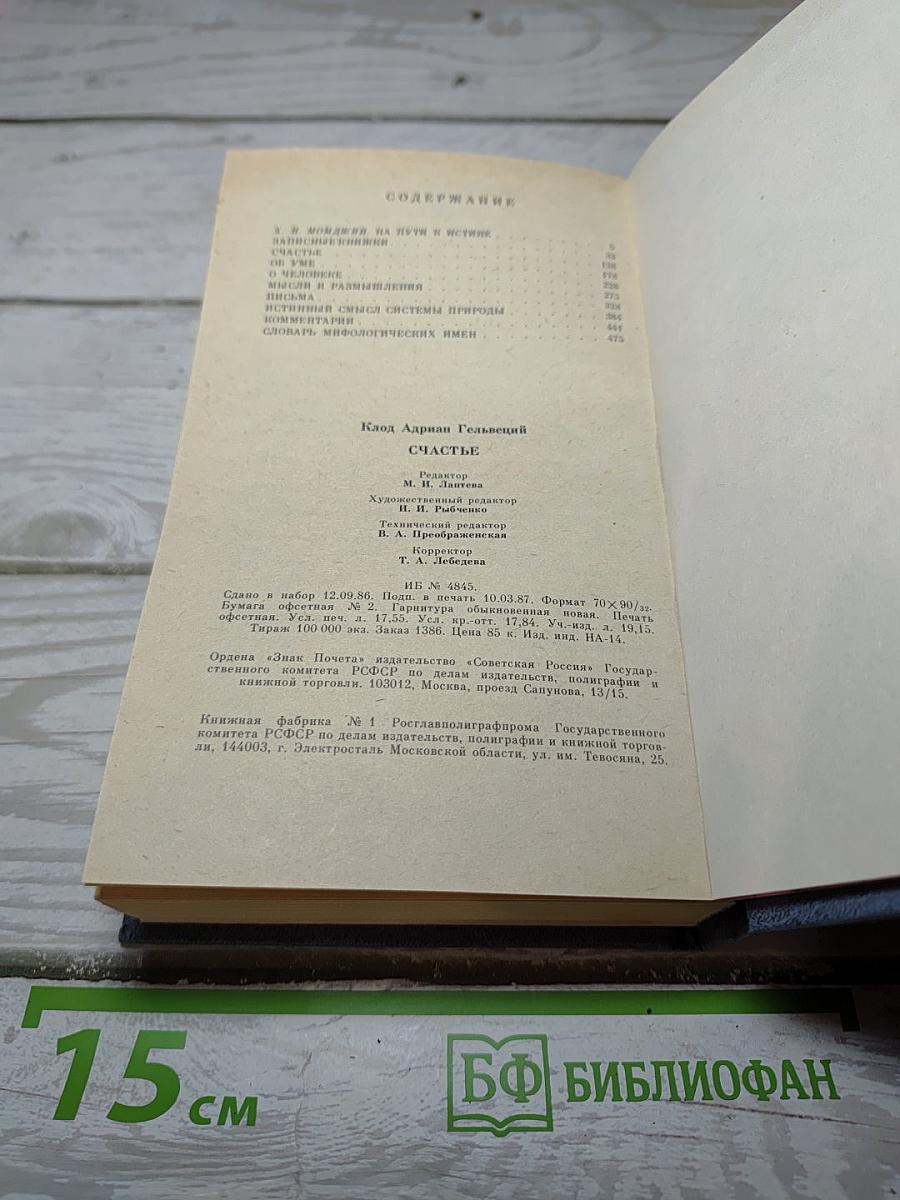 СОДЕРЖАНИЕ
Х. Н. МОМДЖЯН. НА ПУТИ К ИСТИНЕ 5
ЗАПИСНЫЕ КНИЖКИ
СЧАСТЬЕ
ОБ УМЕ
О ЧЕЛОВЕКЕ
МЫСЛИ И РАЗМЫШЛЕНИЯ
ПИСЬМА
ИСТИННЫЙ СМЫСЛ СИСТЕМЫ ПРИРОДЫ
КОММЕНТАРИИ 441
СЛОВАРЬ МИФОЛОГИЧЕСКИХ ИМЕН 475
Клод Адриан Гельвеций
СЧАСТЬЕ
Редактор
М. И. Лаптева
Художественный редактор
И. И. Рыбченко
Технический редактор
В. А. Преображенская
Корректор
Т. А. Лебедева
ИБ № 4845.
Сдано в набор 12.09.86. Подп. в печать 10.03.87. Формат 70×90/32.
Бумага офсетная № 2. Гарнитура обыкновенная новая. Печать
офсетная. Усл. печ. л. 17,55. Усл. кр.-отт. 17,84. Уч.-изд. л. 19,15.
Тираж 100 000 экз. Заказ 1386. Цена 85 к. Изд. инд. НА-14.
Ордена «Знак Почета» издательство «Советская Россия» Государ-
ственного комитета РСФСР по делам издательств, полиграфии и
книжной торговли. 103012, Москва, проезд Сапунова, 13/15.
Книжная фабрика № 1 Росглавполиграфпрома Государственного
комитета РСФСР по делам издательств, полиграфии и книжной торгов-
ли, 144003, г. Электросталь Московской области, ул. им. Тевосяна, 25.
15 см
БФ БИБЛИОФАН